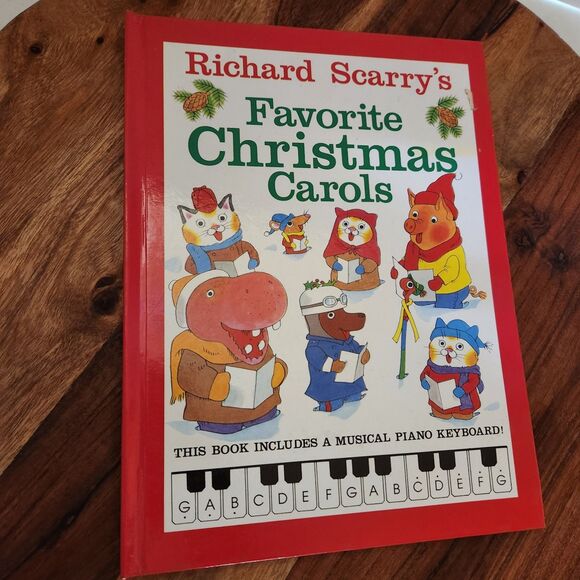 Richard Scarry's
Favorite
Christmas
Carols
THIS BOOK INCLUDES A MUSICAL PIANO KEYBOARD!
G A B C D E F G A B C D E F G